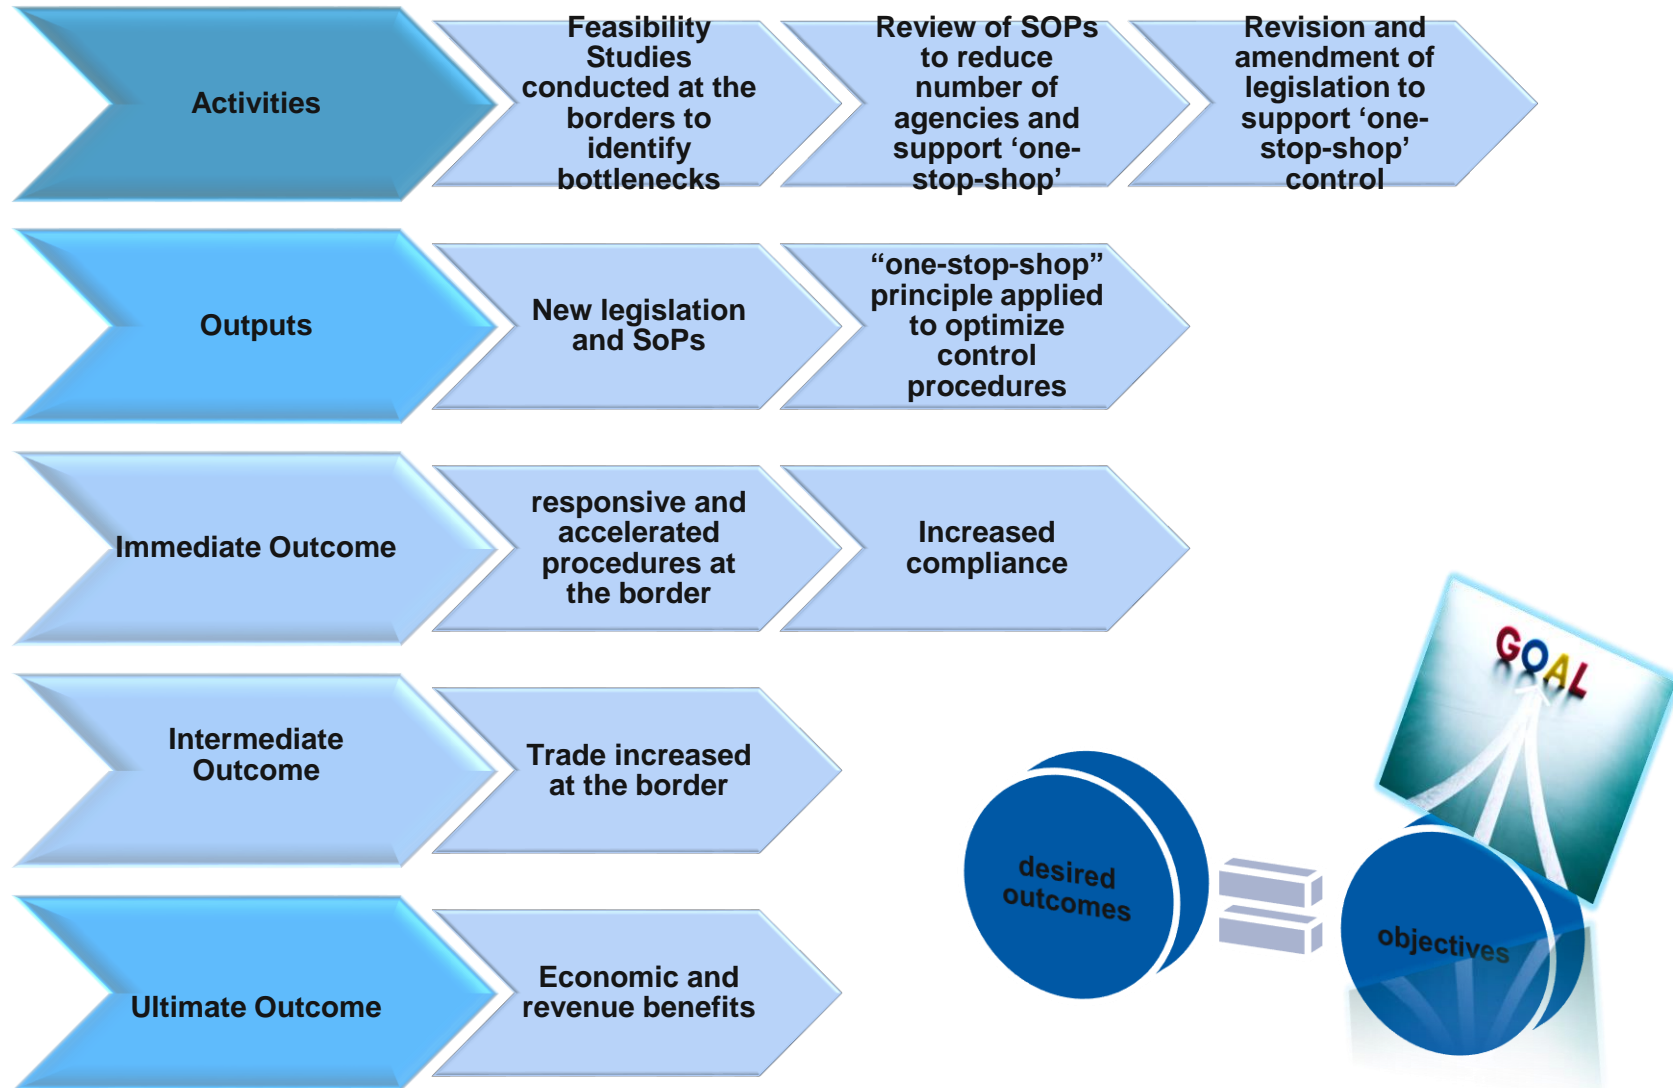 Activities
Feasibility
Studies
conducted at the
borders to
identify
bottlenecks
Review of SOPs
to reduce
number of
agencies and
support ‘one-
stop-shop’
Revision and
amendment of
legislation to
support ‘one-
stop-shop’
control
Outputs
New legislation
and SoPs
“one-stop-shop”
principle applied
to optimize
control
procedures
Immediate Outcome
responsive and
accelerated
procedures at
the border
Increased
compliance
Intermediate
Outcome
Trade increased
at the border
Ultimate Outcome
Economic and
revenue benefits
desired
outcomes
GOAL
objectives